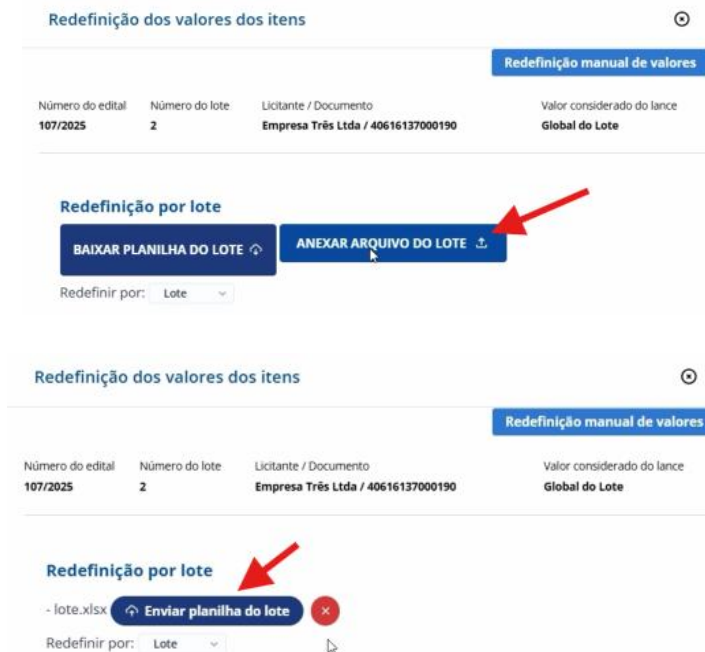 Redefinição dos valores dos itens
Redefinição manual de valores
Número do edital Número do lote Licitante / Documento Valor considerado do lance
107/2025 2 Empresa Três Ltda / 40616137000190 Global do Lote
Redefinição por lote
BAIXAR PLANILHA DO LOTE ANEXAR ARQUIVO DO LOTE
Redefinir por: Lote
Redefinição dos valores dos itens
Redefinição manual de valores
Número do edital Número do lote Licitante / Documento Valor considerado do lance
107/2025 2 Empresa Três Ltda / 40616137000190 Global do Lote
Redefinição por lote
- lote.xlsx Enviar planilha do lote
Redefinir por: Lote